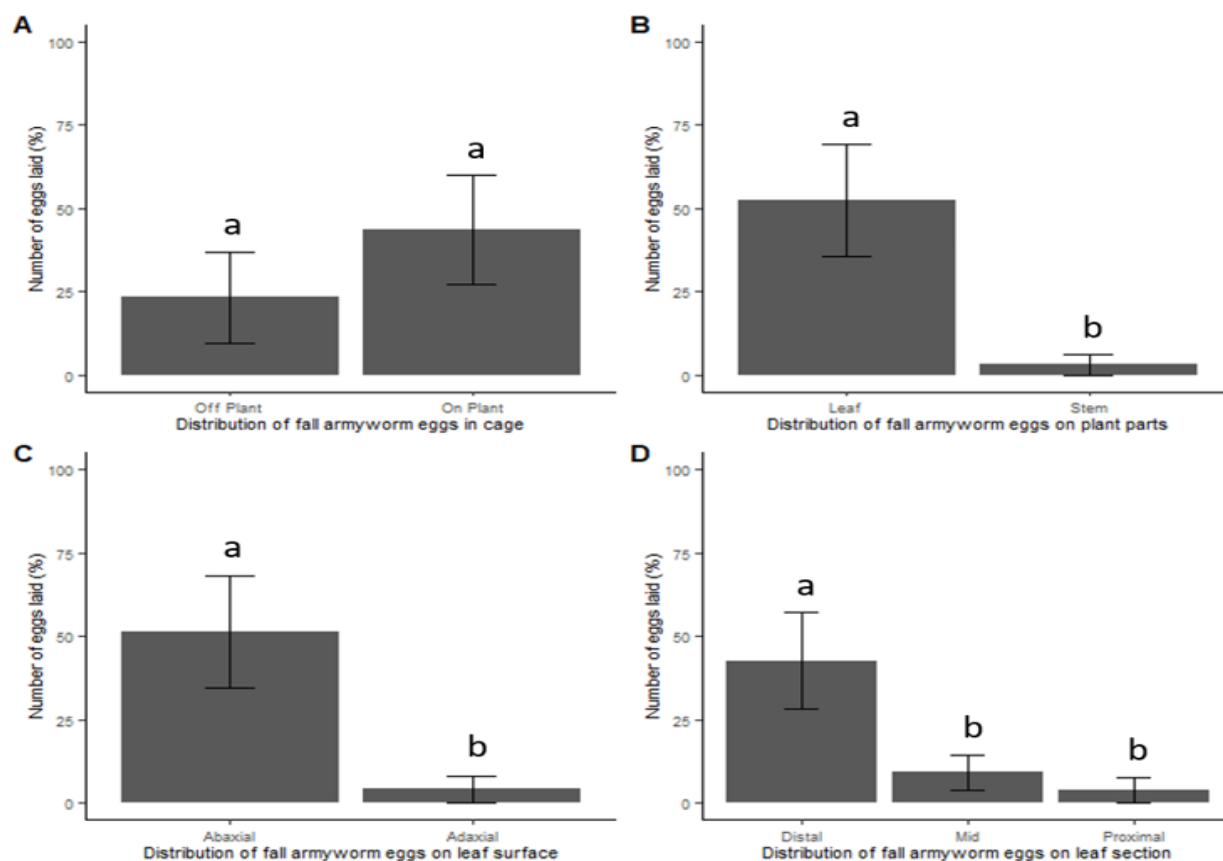 A
Number of eggs laid (%)
100
75
50
25
0
a
a
Off Plant
On Plant
Distribution of fall armyworm eggs in cage
B
Number of eggs laid (%)
100
75
50
25
0
a
b
Leaf
Stem
Distribution of fall armyworm eggs on plant parts
C
Number of eggs laid (%)
100
75
50
25
0
a
b
Abaxial
Adaxial
Distribution of fall armyworm eggs on leaf surface
D
Number of eggs laid (%)
100
75
50
25
0
a
b
b
Distal
Mid
Proximal
Distribution of fall armyworm eggs on leaf section